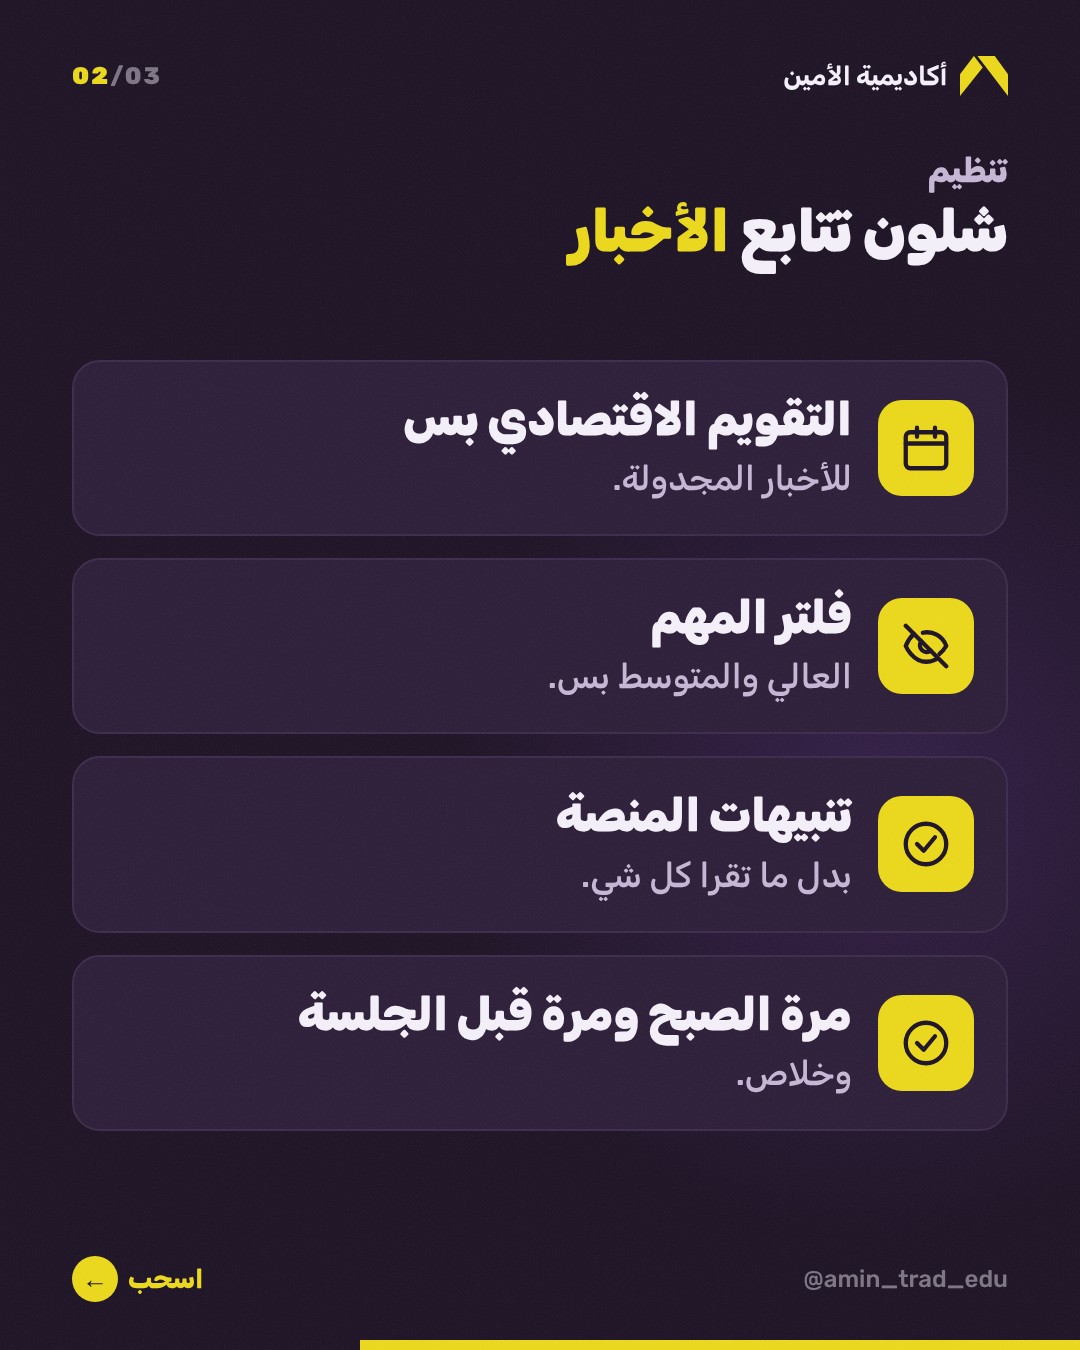 أكاديمية الأمين
02/03
تنظيم
شلون تتابع الأخبار
التقويم الاقتصادي بس
للأخبار المجدولة.
فلتر المهم
العالي والمتوسط بس.
تنبيهات المنصة
بدل ما تقرا كل شي.
مرة الصبح ومرة قبل الجلسة
وخلاص.
@amin_trad_edu
اسحب ←